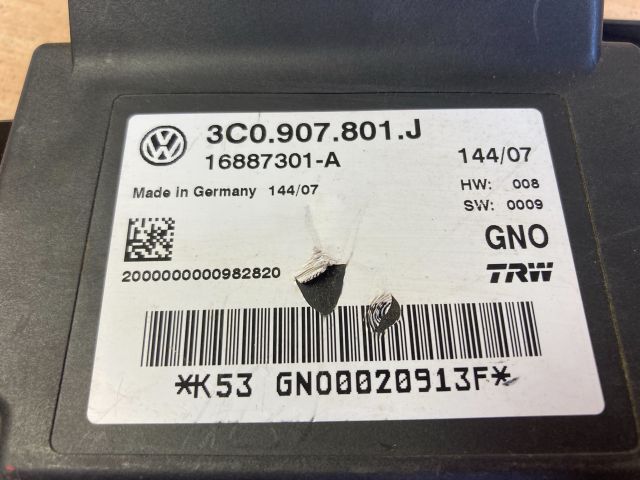 3C0.907.801.J
16887301-A
144/07
Made in Germany 144/07
HW: 008
SW: 0009
GNO
2000000000982820
TRW
*K53 GNO0020913F*